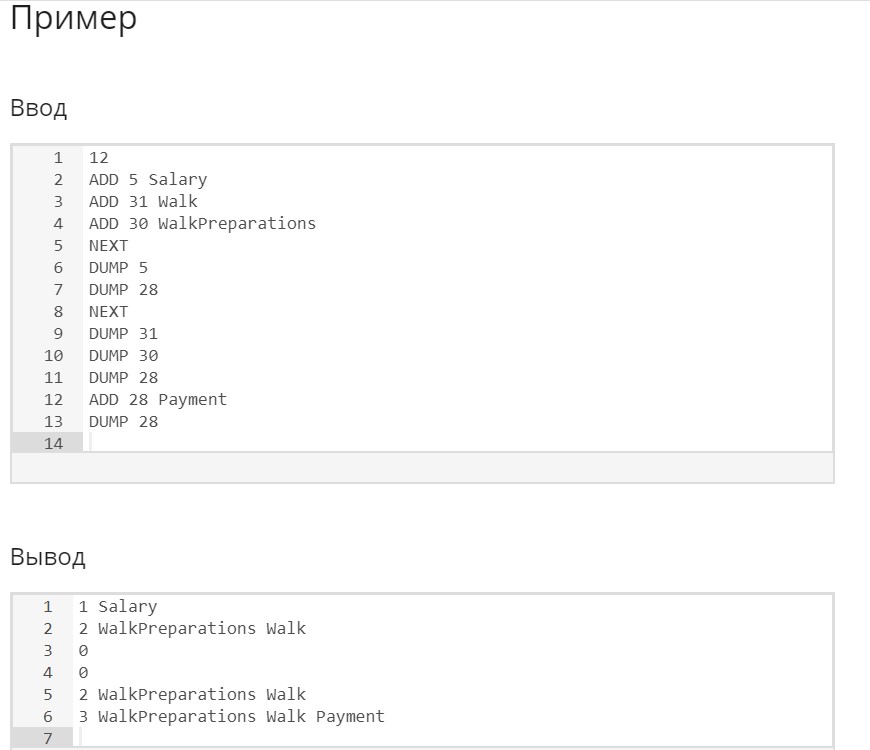 Пример
Ввод
1 12
2 ADD 5 Salary
3 ADD 31 Walk
4 ADD 30 WalkPreparations
5 NEXT
6 DUMP 5
7 DUMP 28
8 NEXT
9 DUMP 31
10 DUMP 30
11 DUMP 28
12 ADD 28 Payment
13 DUMP 28
14
Вывод
1 1 Salary
2 2 WalkPreparations Walk
3 0
4 0
5 2 WalkPreparations Walk
6 3 WalkPreparations Walk Payment
7